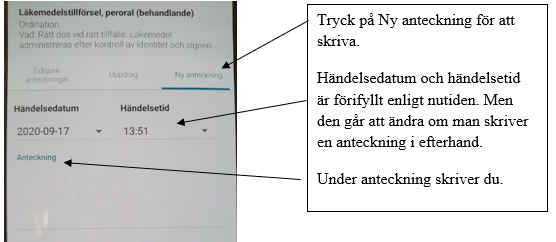 Läkemedelstillförsel, peroral (behandlande)
Ordination.
Vad: Rätt dos vid rätt tillfälle. Läkemedel
administreras efter kontroll av identitet och signeri..
Tidigare
anteckningar
Uppdrag
Ny anteckning
Händelsedatum
Händelsetid
2020-09-17
13:51
Anteckning
Tryck på Ny anteckning för att
skriva.
Händelsedatum och händelsetid
är förifyllt enligt nutiden. Men
den går att ändra om man skriver
en anteckning i efterhand.
Under anteckning skriver du.